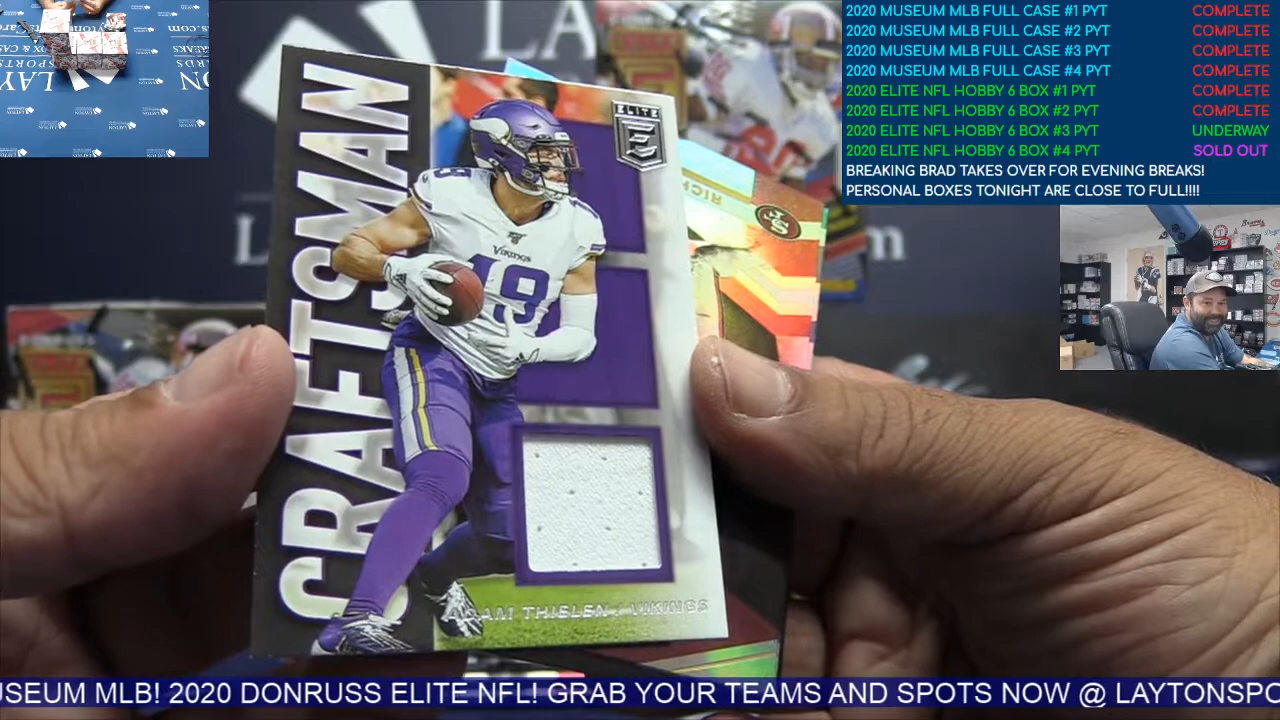 2020 MUSEUM MLB FULL CASE #1 PYT COMPLETE
2020 MUSEUM MLB FULL CASE #2 PYT COMPLETE
2020 MUSEUM MLB FULL CASE #3 PYT COMPLETE
2020 MUSEUM MLB FULL CASE #4 PYT COMPLETE
2020 ELITE NFL HOBBY 6 BOX #1 PYT COMPLETE
2020 ELITE NFL HOBBY 6 BOX #2 PYT COMPLETE
2020 ELITE NFL HOBBY 6 BOX #3 PYT UNDERWAY
2020 ELITE NFL HOBBY 6 BOX #4 PYT SOLD OUT
BREAKING BRAD TAKES OVER FOR EVENING BREAKS!
PERSONAL BOXES TONIGHT ARE CLOSE TO FULL!!!!
CRAFTSMAN
ELITE
E
VIKINGS
19
THIELEN / VIKINGS
USEUM MLB! 2020 DONRUSS ELITE NFL! GRAB YOUR TEAMS AND SPOTS NOW @ LAYTONSPO